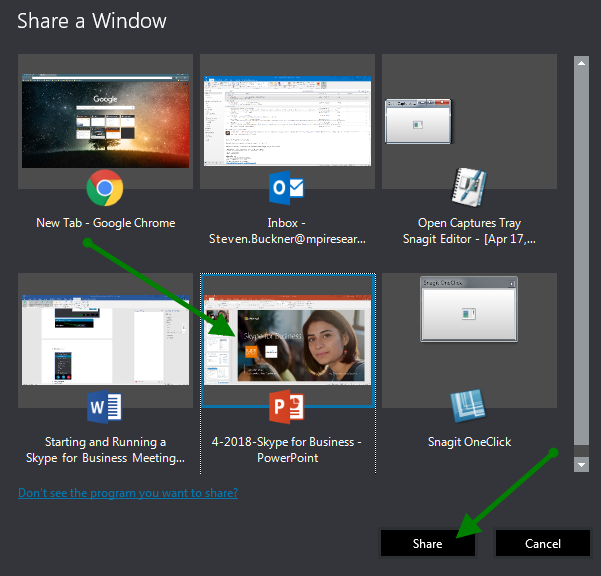 Share a Window
Google
New Tab - Google Chrome
Inbox -
Steven.Buckner@mpiresear...
Open Captures Tray
Snagit Editor - [Apr 17,...
Skype for Business
Snagit OneClick
Starting and Running a
Skype for Business Meeting...
4-2018-Skype for Business -
PowerPoint
Snagit OneClick
Don't see the program you want to share?
Share
Cancel